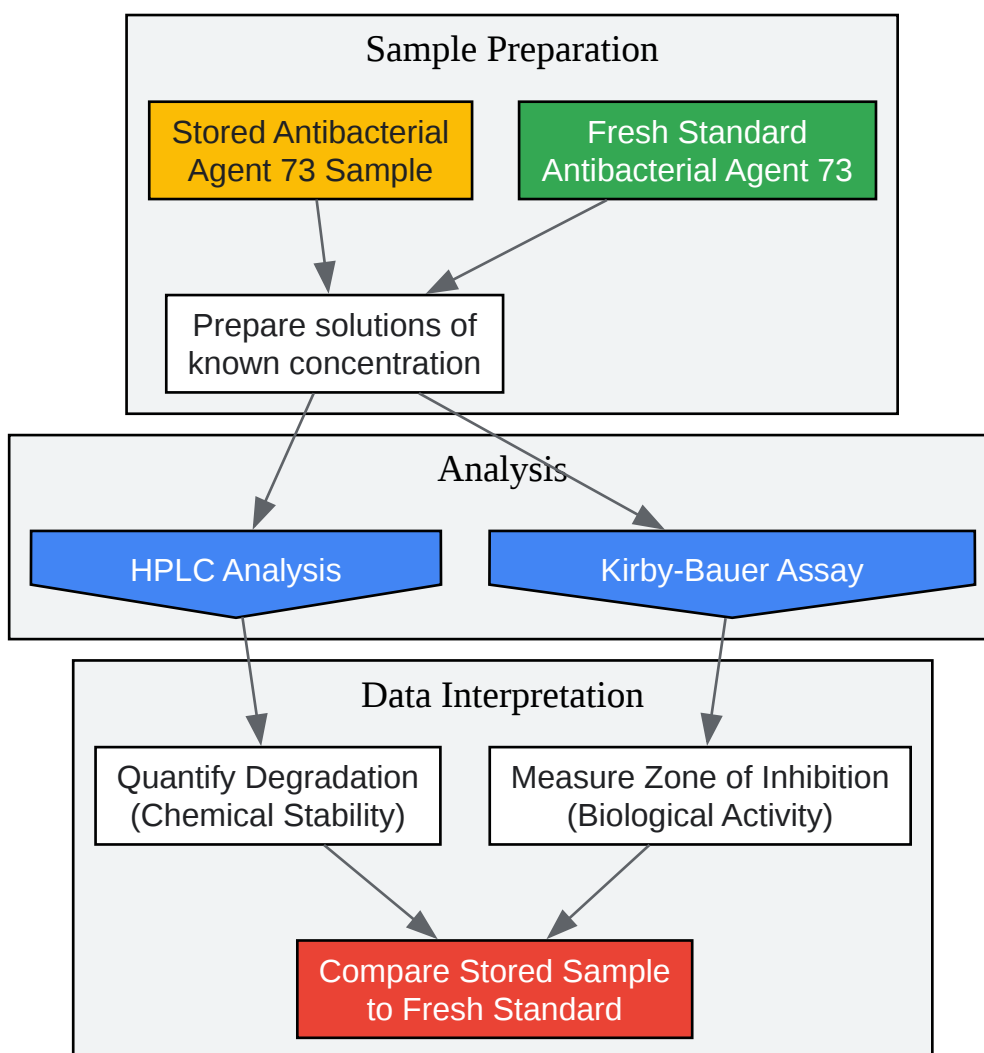 Sample Preparation
Stored Antibacterial
Agent 73 Sample
Fresh Standard
Antibacterial Agent 73
Prepare solutions of
known concentration
Analysis
HPLC Analysis
Kirby-Bauer Assay
Data Interpretation
Quantify Degradation
(Chemical Stability)
Measure Zone of Inhibition
(Biological Activity)
Compare Stored Sample
to Fresh Standard